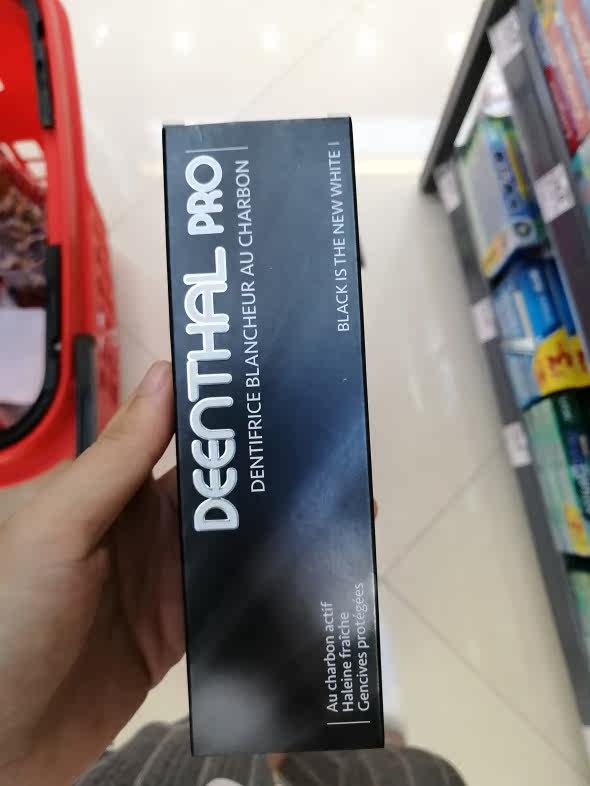 DEENTHAL PRO
DENTIFRICE BLANCHEUR AU CHARBON
BLACK IS THE NEW WHITE !
Au charbon actif
Haleine fraîche
Gencives protégées